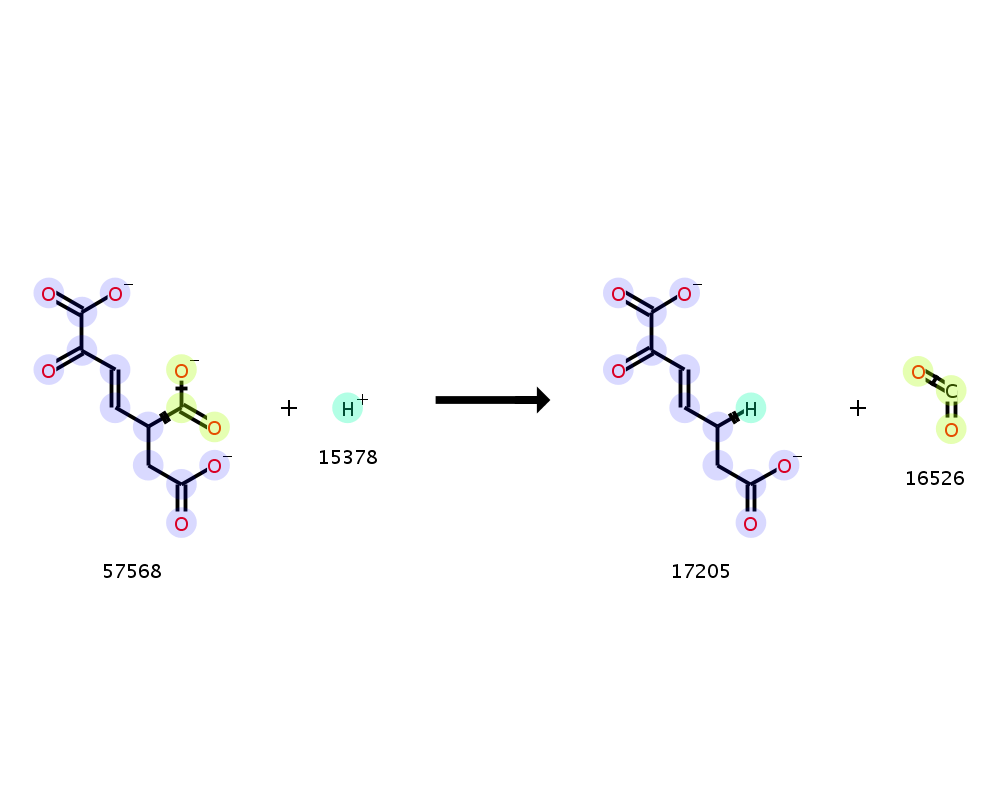 O O⁻ O O⁻ O⁻
O O O
O O⁻ O
+ H⁺
O O⁻ O H O⁻ O
+ O C O
15378
16526
57568
17205